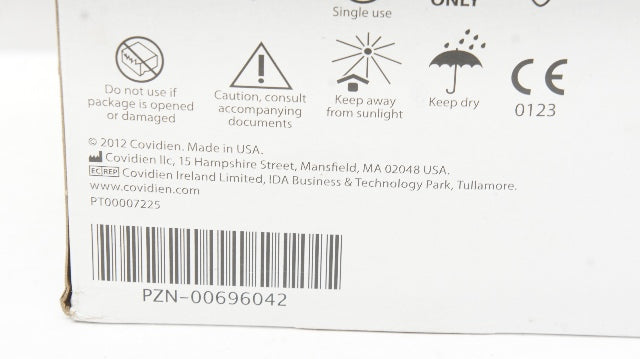 Single use
ONLY
Do not use if
package is opened
or damaged
Caution, consult
accompanying
documents
Keep away
from sunlight
Keep dry
CE
0123
© 2012 Covidien. Made in USA.
Covidien llc, 15 Hampshire Street, Mansfield, MA 02048 USA.
EC REP Covidien Ireland Limited, IDA Business & Technology Park, Tullamore.
www.covidien.com
PT00007225
PZN-00696042